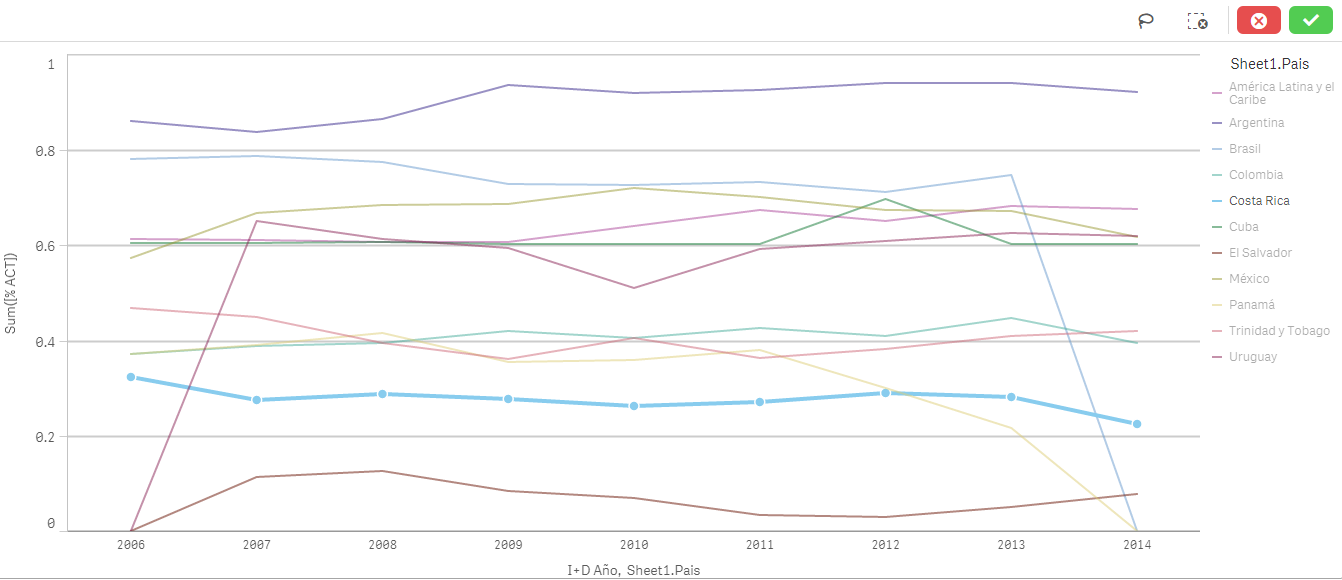 Sheet1.Pais
América Latina y el
Caribe
Argentina
Brasil
Colombia
Costa Rica
Cuba
El Salvador
México
Panamá
Trinidad y Tobago
Uruguay
Sum([% ACT])
1
0.8
0.6
0.4
0.2
0
2006 2007 2008 2009 2010 2011 2012 2013 2014
I+D Año, Sheet1.Pais